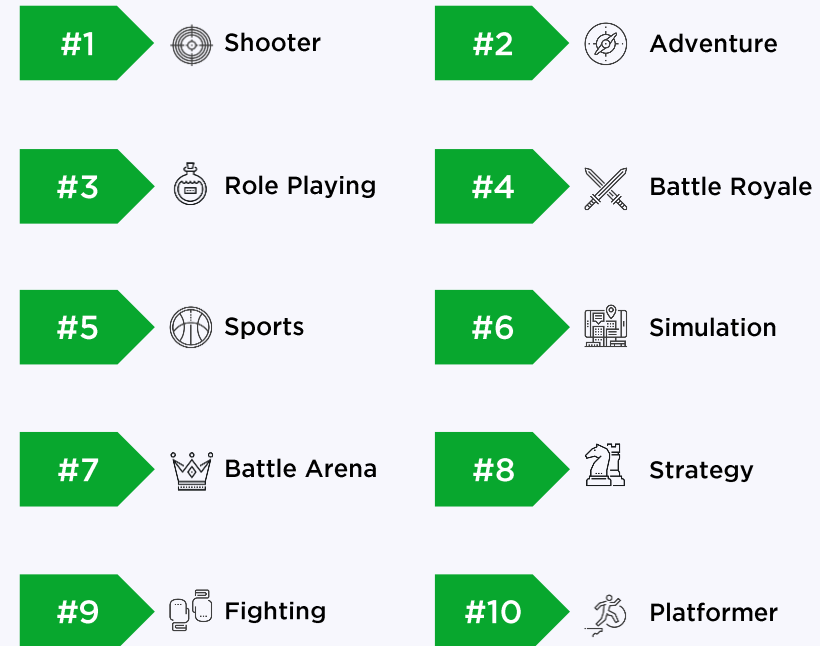 #1 Shooter
#2 Adventure
#3 Role Playing
#4 Battle Royale
#5 Sports
#6 Simulation
#7 Battle Arena
#8 Strategy
#9 Fighting
#10 Platformer